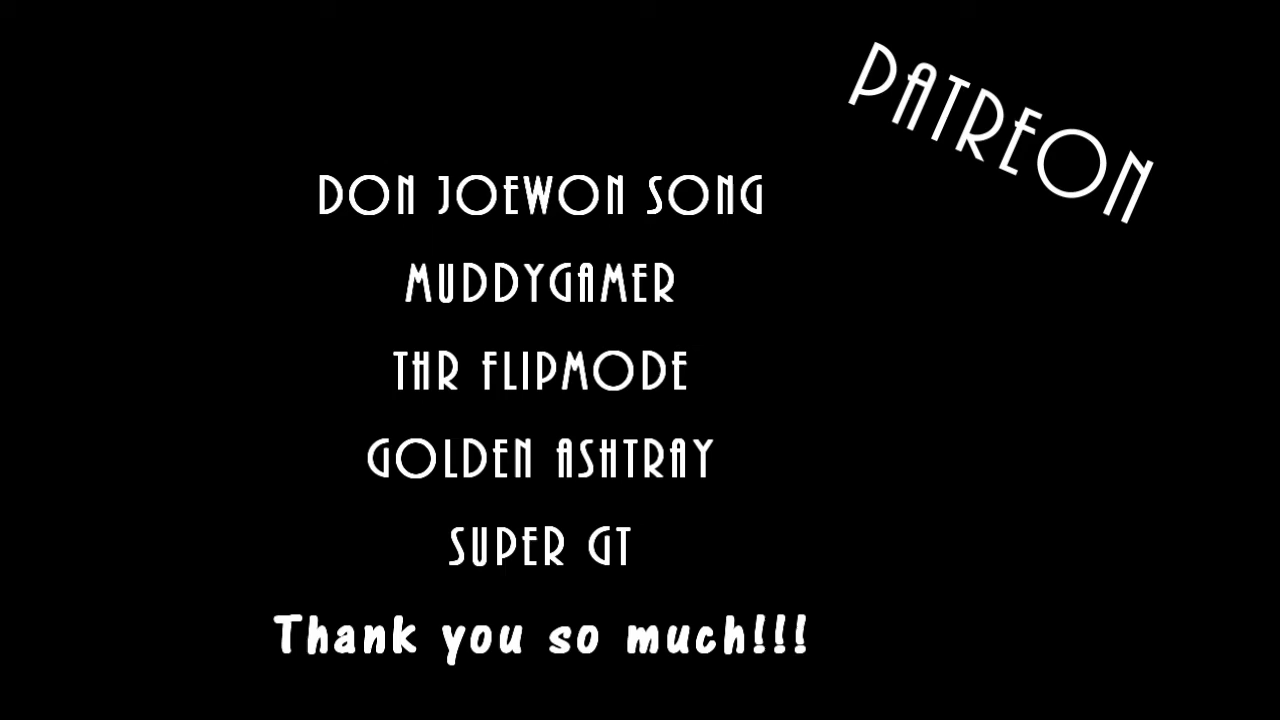 PATREON
DON JOEWON SONG
MUDDYGAMER
THR FLIPMODE
GOLDEN ASHTRAY
SUPER GT
Thank you so much!!!